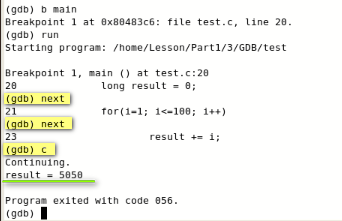 (gdb) b main
Breakpoint 1 at 0x80483c6: file test.c, line 20.
(gdb) run
Starting program: /home/Lesson/Part1/3/GDB/test
Breakpoint 1, main () at test.c:20
20 long result = 0;
(gdb) next
21 for(i=1; i<=100; i++)
(gdb) next
23 result += i;
(gdb) c
Continuing.
result = 5050
Program exited with code 056.
(gdb)